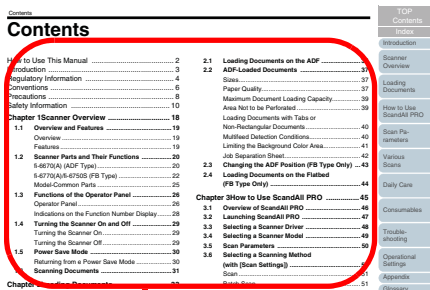 Contents
Contents
How to Use This Manual ... 2
Introduction ... 3
Regulatory Information ... 4
Conventions ... 6
Precautions ... 8
Safety Information ... 10
Chapter 1Scanner Overview ... 18
1.1 Overview and Features ... 19
Overview ... 19
Features ... 19
1.2 Scanner Parts and Their Functions ... 20
fi-6670(A) (ADF Type) ... 20
fi-6770(A)/fi-6750S (FB Type) ... 22
Model-Common Parts ... 25
1.3 Functions of the Operator Panel ... 26
Operator Panel ... 26
Indications on the Function Number Display ... 28
1.4 Turning the Scanner On and Off ... 29
Turning the Scanner On ... 29
Turning the Scanner Off ... 29
1.5 Power Save Mode ... 30
Returning from a Power Save Mode ... 30
Scanning Documents ... 31
2.1 Loading Documents on the ADF ...
2.2 ADF-Loaded Documents ... 37
Sizes ... 37
Paper Quality ... 37
Maximum Document Loading Capacity ... 39
Area Not to be Perforated ... 39
Loading Documents with Tabs or
Non-Rectangular Documents ... 40
Multifeed Detection Conditions ... 40
Limiting the Background Color Area ... 41
Job Separation Sheet ... 42
2.3 Changing the ADF Position (FB Type Only) ... 43
2.4 Loading Documents on the Flatbed
(FB Type Only) ... 44
Chapter 3How to Use ScandAll PRO ... 45
3.1 Overview of ScandAll PRO ... 46
3.2 Launching ScandAll PRO ... 47
3.3 Selecting a Scanner Driver ... 48
3.4 Selecting a Scanner Model ... 49
3.5 Scan Parameters ... 50
3.6 Selecting a Scanning Method
(with [Scan Settings])
Scan ... 51
51
TOP
Contents
Index
Introduction
Scanner
Overview
Loading
Documents
How to Use
ScandAll PRO
Scan Pa-
rameters
Various
Scans
Daily Care
Consumables
Trouble-
shooting
Operational
Settings
Appendix
Glossary